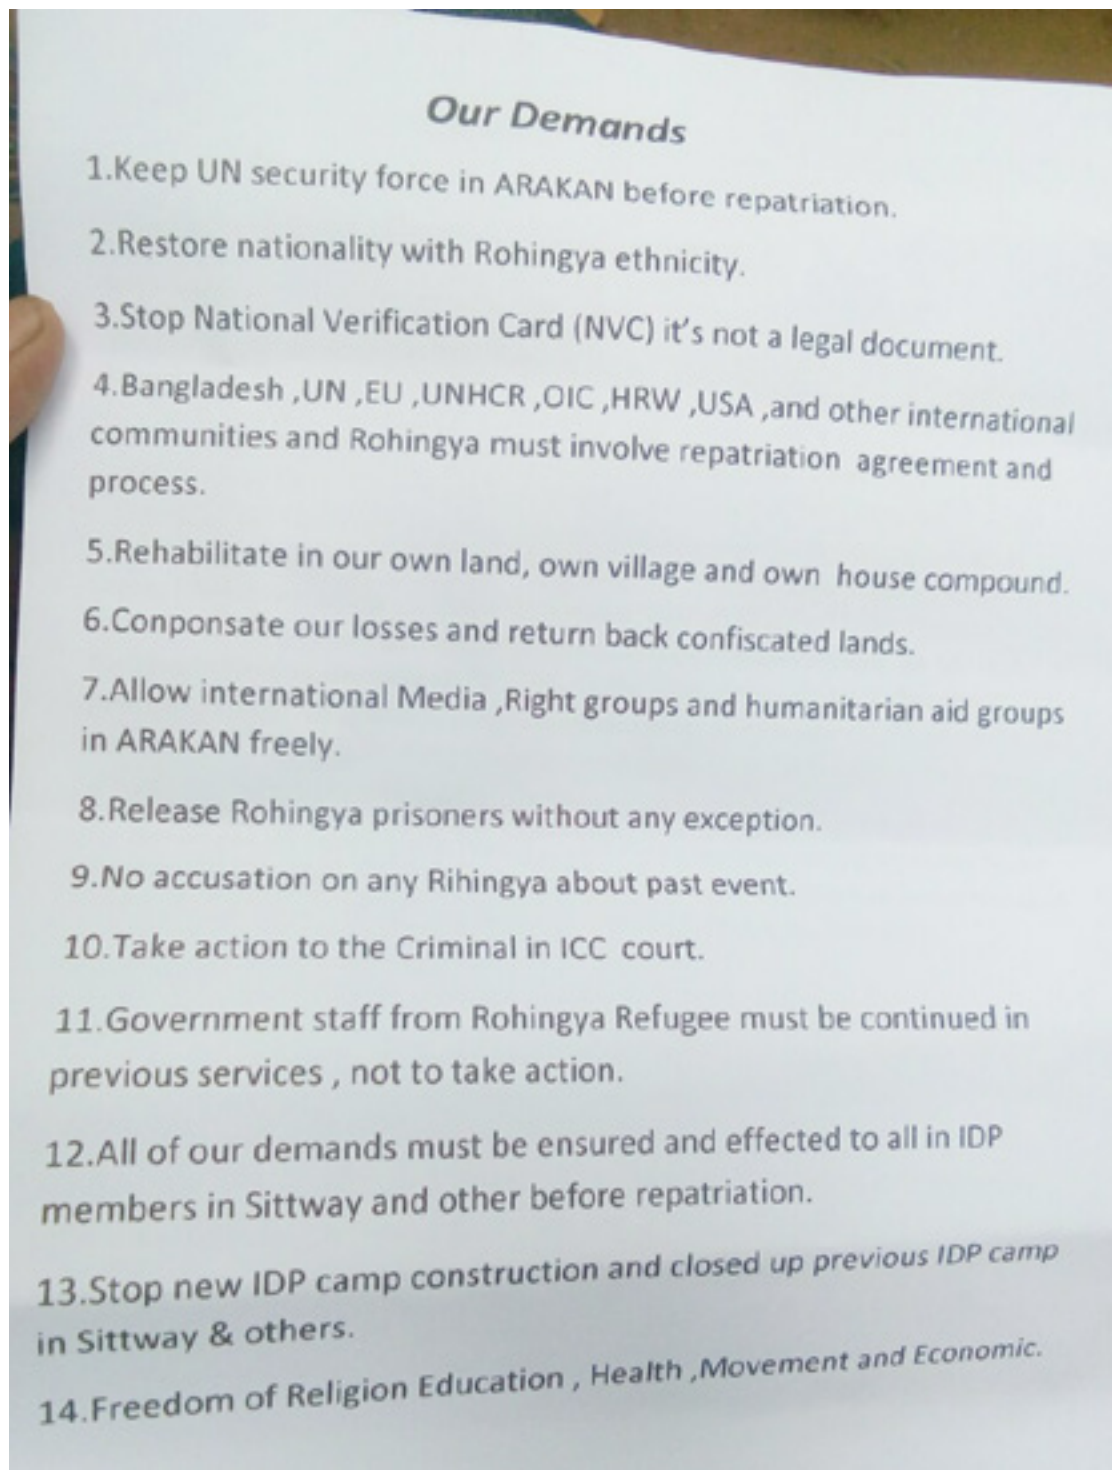 Our Demands
1.Keep UN security force in ARAKAN before repatriation.
2.Restore nationality with Rohingya ethnicity.
3.Stop National Verification Card (NVC) it's not a legal document.
4.Bangladesh ,UN ,EU ,UNHCR ,OIC ,HRW ,USA ,and other international
communities and Rohingya must involve repatriation agreement and
process.
5.Rehabilitate in our own land, own village and own house compound.
6.Conponsate our losses and return back confiscated lands.
7.Allow international Media ,Right groups and humanitarian aid groups
in ARAKAN freely.
8.Release Rohingya prisoners without any exception.
9.No accusation on any Rihingya about past event.
10.Take action to the Criminal in ICC court.
11.Government staff from Rohingya Refugee must be continued in
previous services , not to take action.
12.All of our demands must be ensured and effected to all in IDP
members in Sittway and other before repatriation.
13.Stop new IDP camp construction and closed up previous IDP camp
in Sittway & others.
14.Freedom of Religion Education , Health ,Movement and Economic.